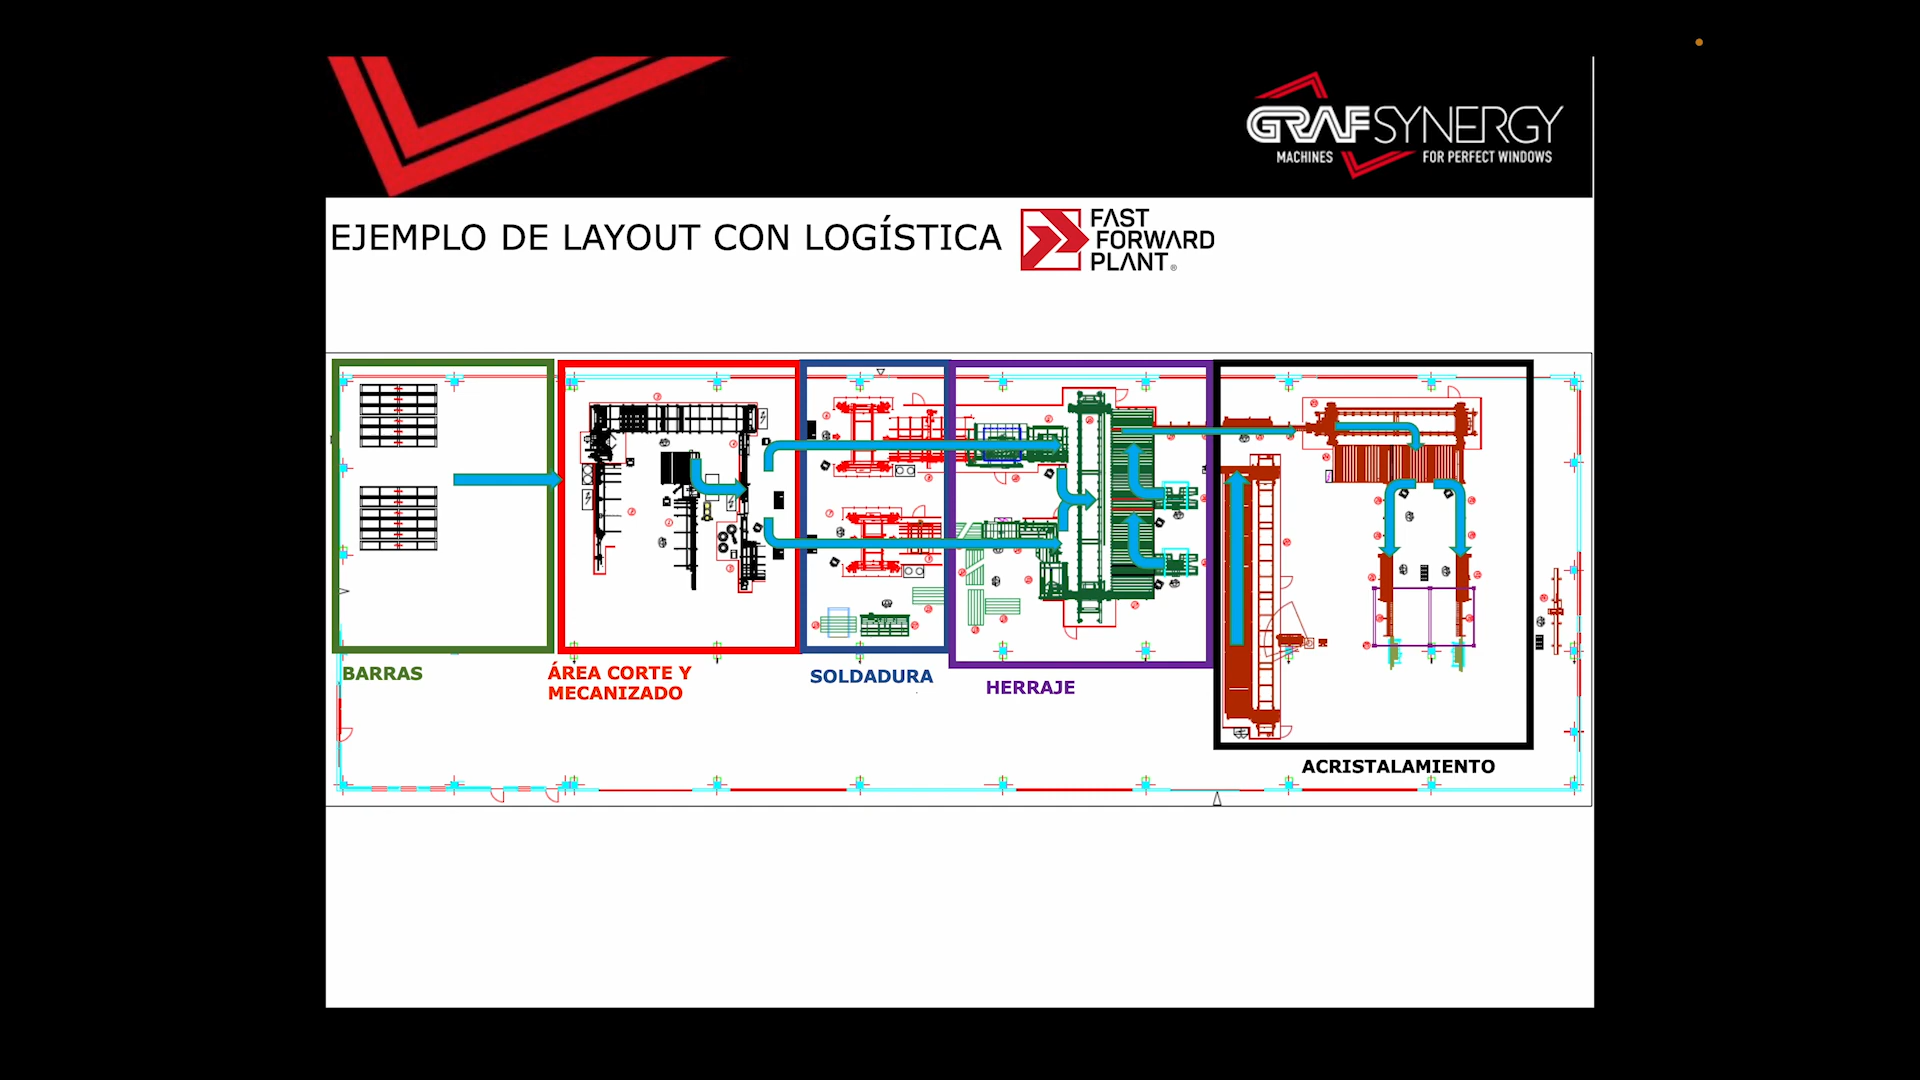 GRAFSYNERGY
MACHINES FOR PERFECT WINDOWS
EJEMPLO DE LAYOUT CON LOGÍSTICA
FAST
FORWARD
PLANT®
BARRAS
ÁREA CORTE Y
MECANIZADO
SOLDADURA
HERRAJE
ACRISTALAMIENTO